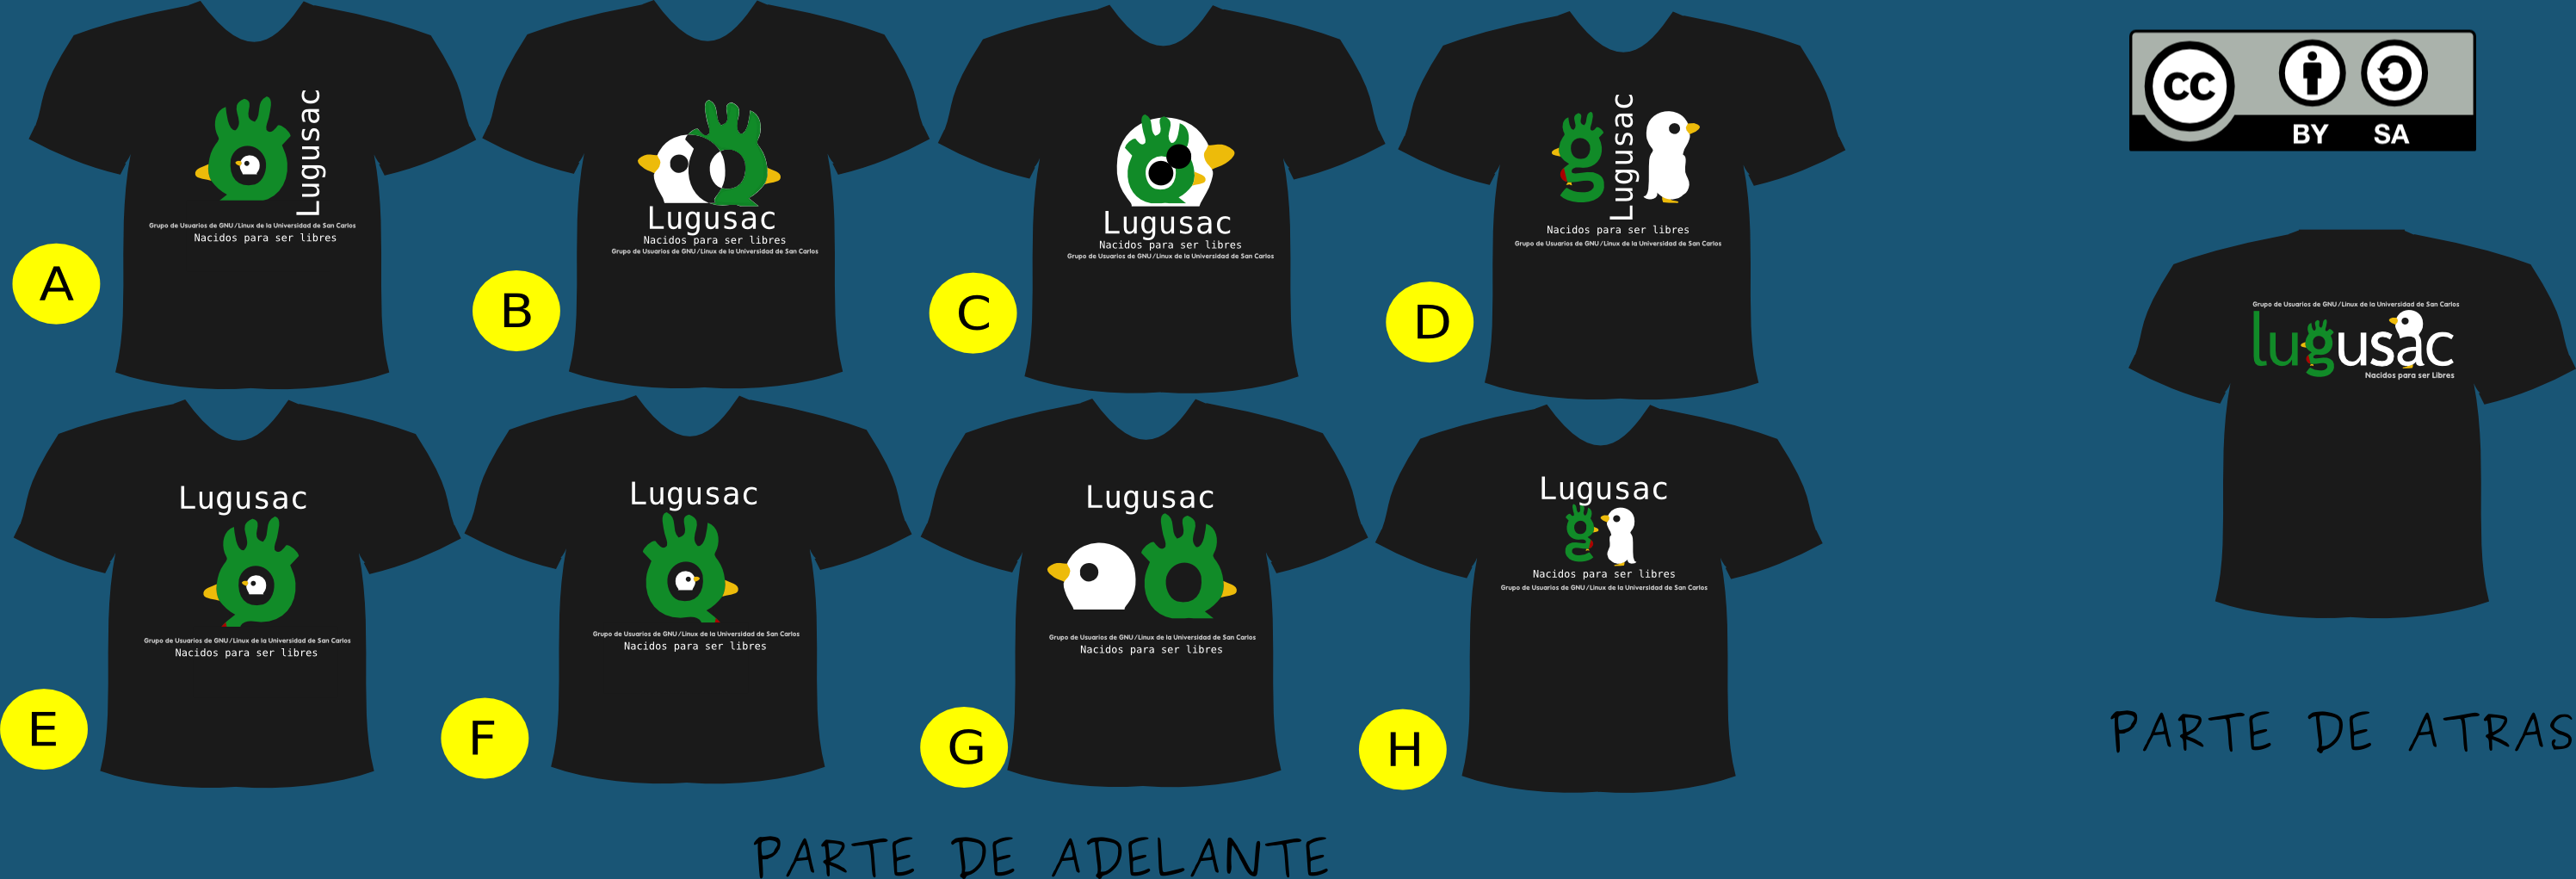 Lugusac
Grupo de Usuarios de GNU/Linux de la Universidad de San Carlos
Nacidos para ser libres
A
Lugusac
Nacidos para ser libres
Grupo de Usuarios de GNU/Linux de la Universidad de San Carlos
B
Lugusac
Nacidos para ser libres
Grupo de Usuarios de GNU/Linux de la Universidad de San Carlos
C
g
Lugusac
Nacidos para ser libres
Grupo de Usuarios de GNU/Linux de la Universidad de San Carlos
D
cc
BY SA
Grupo de Usuarios de GNU/Linux de la Universidad de San Carlos
lugusac
Nacidos para ser Libres
Lugusac
Grupo de Usuarios de GNU/Linux de la Universidad de San Carlos
Nacidos para ser libres
E
Lugusac
Grupo de Usuarios de GNU/Linux de la Universidad de San Carlos
Nacidos para ser libres
F
Lugusac
Grupo de Usuarios de GNU/Linux de la Universidad de San Carlos
Nacidos para ser libres
G
Lugusac
g
Nacidos para ser libres
Grupo de Usuarios de GNU/Linux de la Universidad de San Carlos
H
PARTE DE ATRAS
PARTE DE ADELANTE